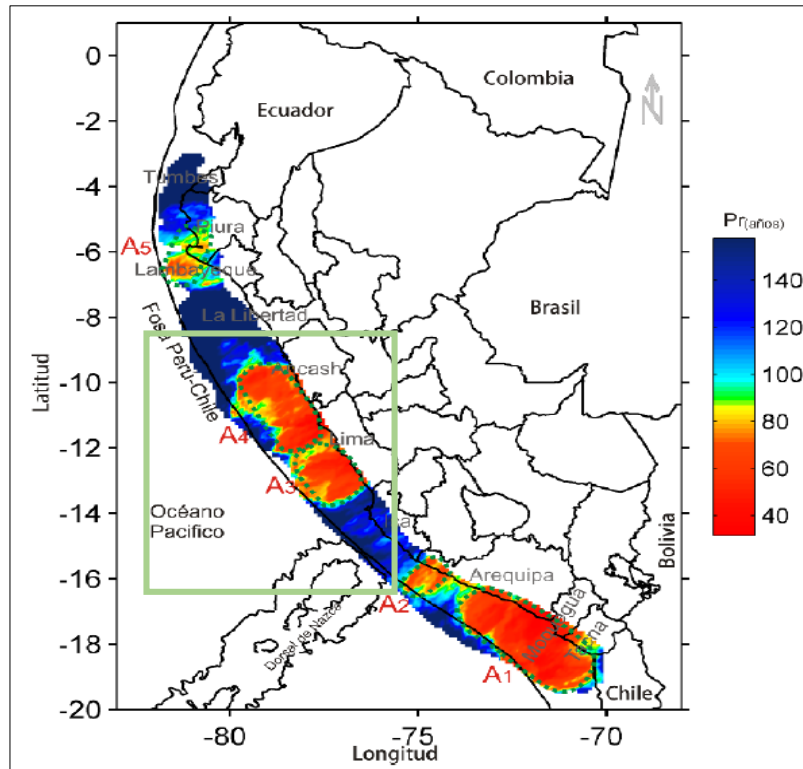 0
-2
-4
-6
-8
-10
-12
-14
-16
-18
-20
Latitud
-80
-75
-70
Longitud
Colombia
Ecuador
N
Tumbes
Piura
A5
Lambayeque
La Libertad
Brasil
Fosa Perú-Chile
Ancash
A4
Lima
A3
Océano
Pacifico
Ica
Bolivia
A2
Arequipa
Dorsal de Nazca
Moquegua
Tacna
A1
Chile
Pr(años)
140
120
100
80
60
40